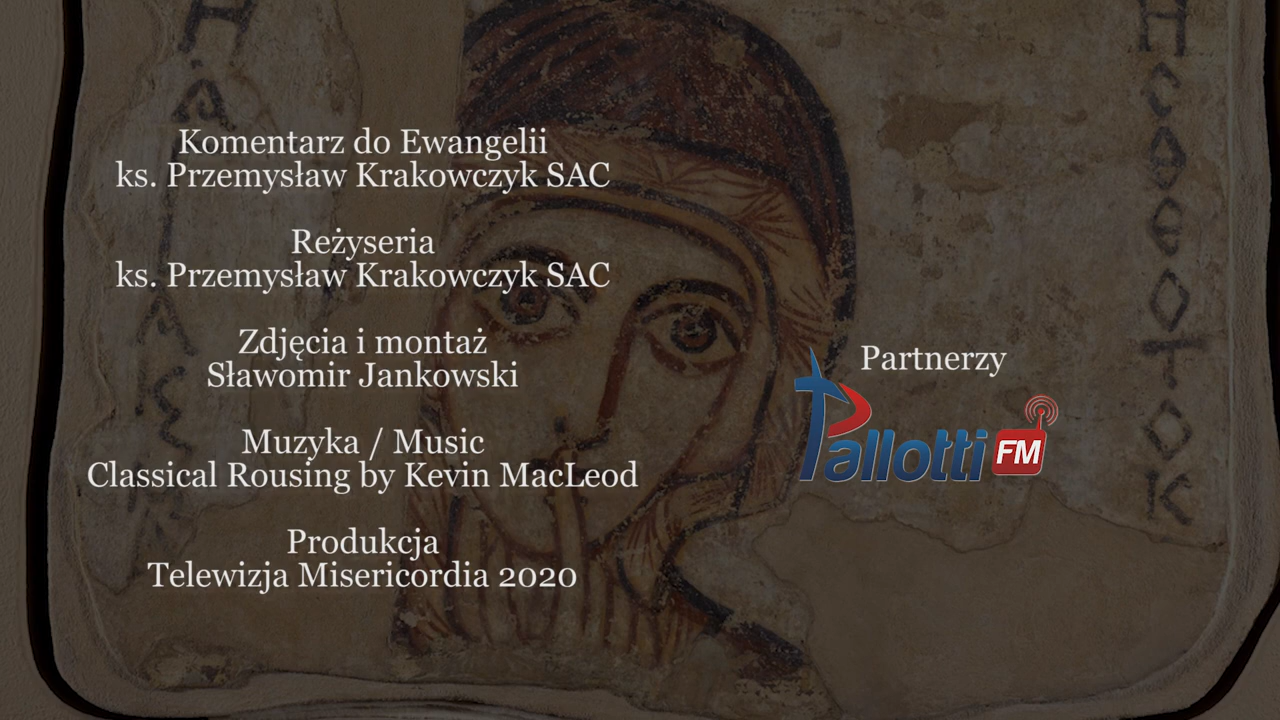 Komentarz do Ewangelii
ks. Przemysław Krakowczyk SAC
Reżyseria
ks. Przemysław Krakowczyk SAC
Zdjęcia i montaż
Sławomir Jankowski
Muzyka / Music
Classical Rousing by Kevin MacLeod
Produkcja
Telewizja Misericordia 2020
Partnerzy
Pallotti FM